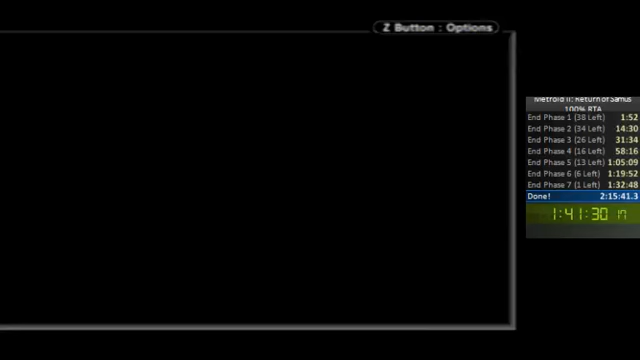 Z Button : Options
Metroid II: Return of Samus
100% RTA
End Phase 1 (38 Left) 1:52
End Phase 2 (34 Left) 14:30
End Phase 3 (26 Left) 31:34
End Phase 4 (16 Left) 58:16
End Phase 5 (13 Left) 1:05:09
End Phase 6 (6 Left) 1:19:52
End Phase 7 (1 Left) 1:32:48
Done! 2:15:41.3
1:41:30 17